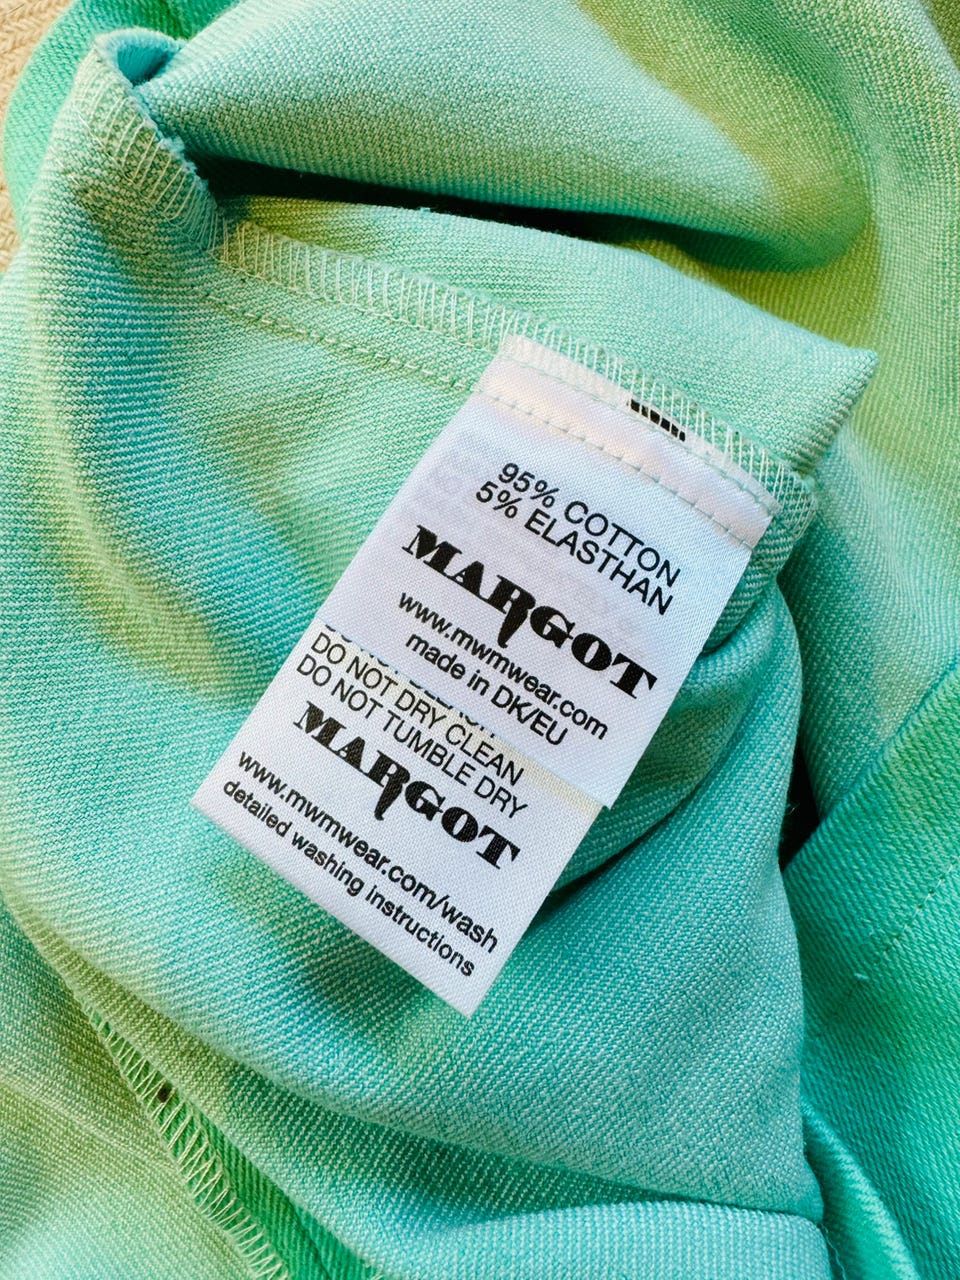 95% COTTON
5% ELASTHAN
MARGOT
www.mwmwear.com
made in DK/EU
DO NOT DRY CLEAN
DO NOT TUMBLE DRY
MARGOT
www.mwmwear.com/wash
detailed washing instructions